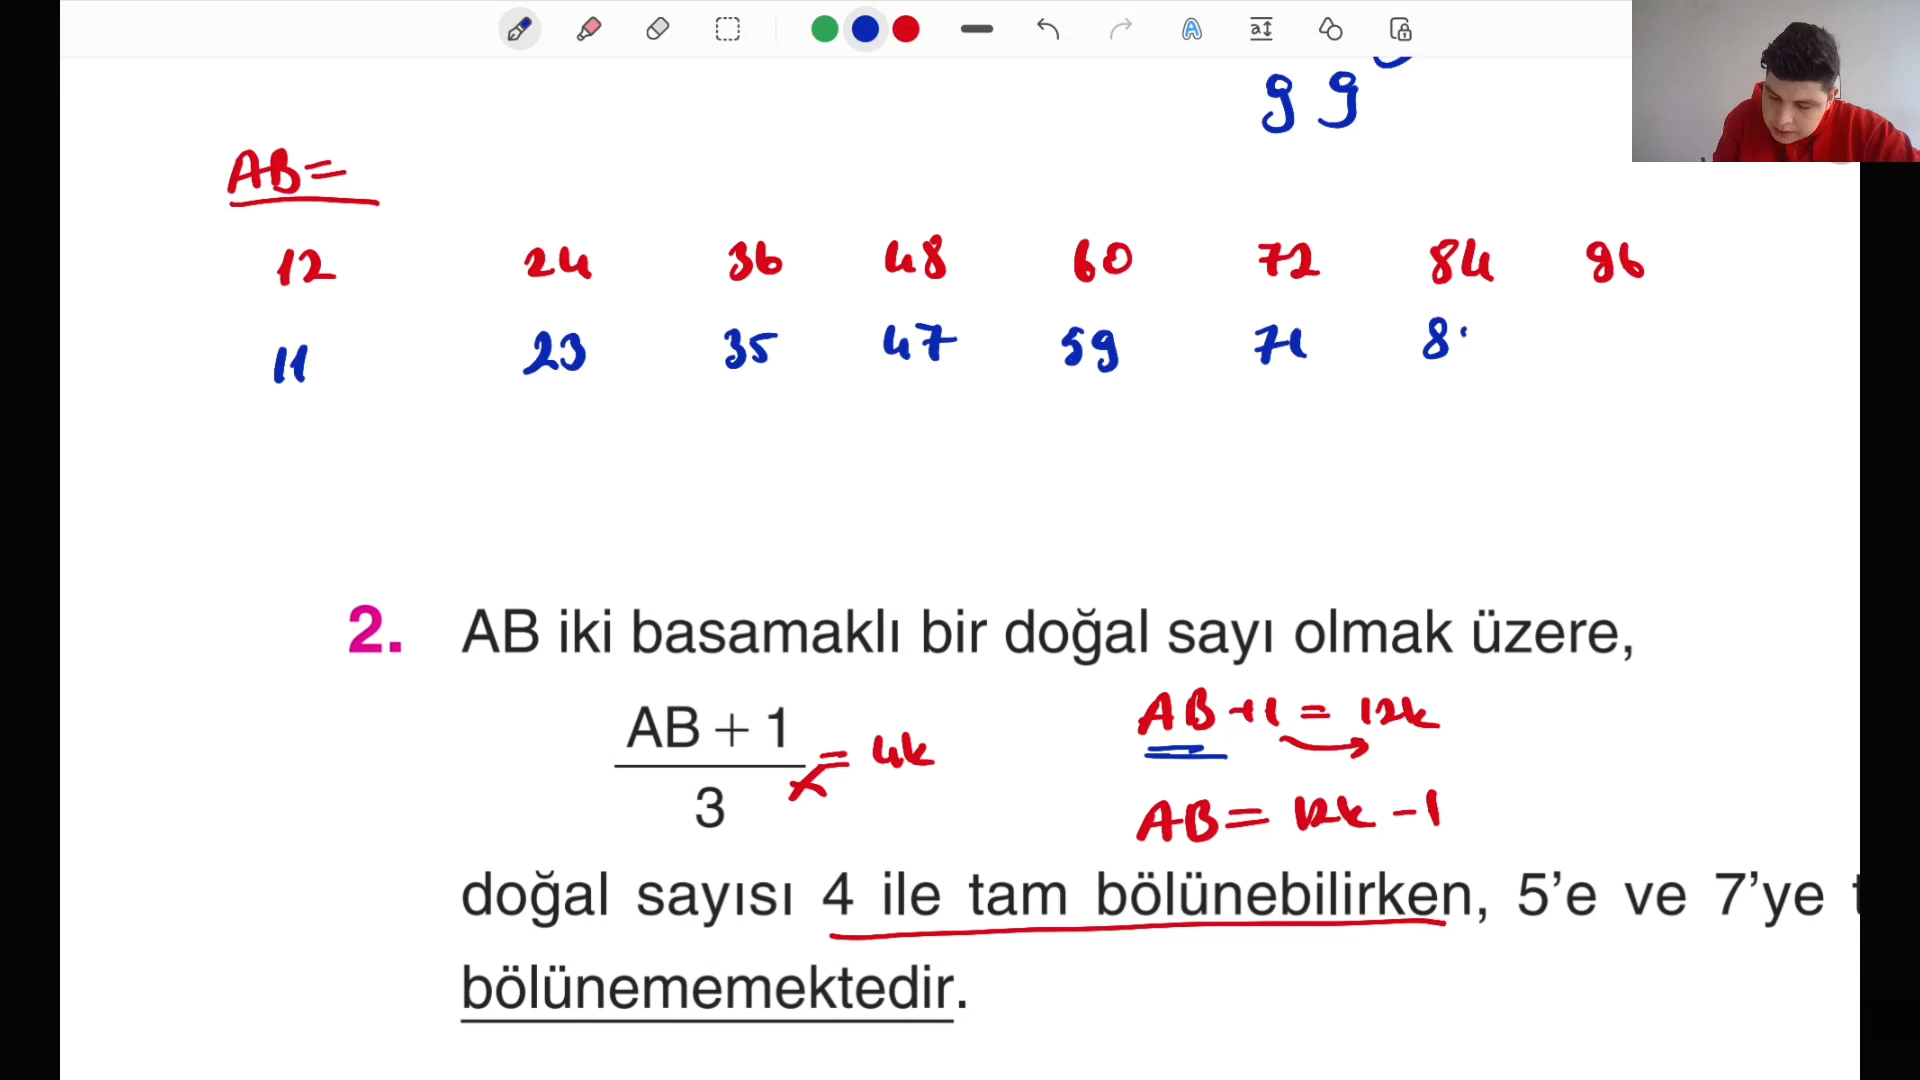 9 9
AB=
12 24 36 48 60 72 84 96
11 23 35 47 59 71 8
2. AB iki basamaklı bir doğal sayı olmak üzere,
AB + 1 / 3 = 4k
AB + 1 = 12k
AB = 12k - 1
doğal sayısı 4 ile tam bölünebilirken, 5’e ve 7’ye t
bölünememektedir.